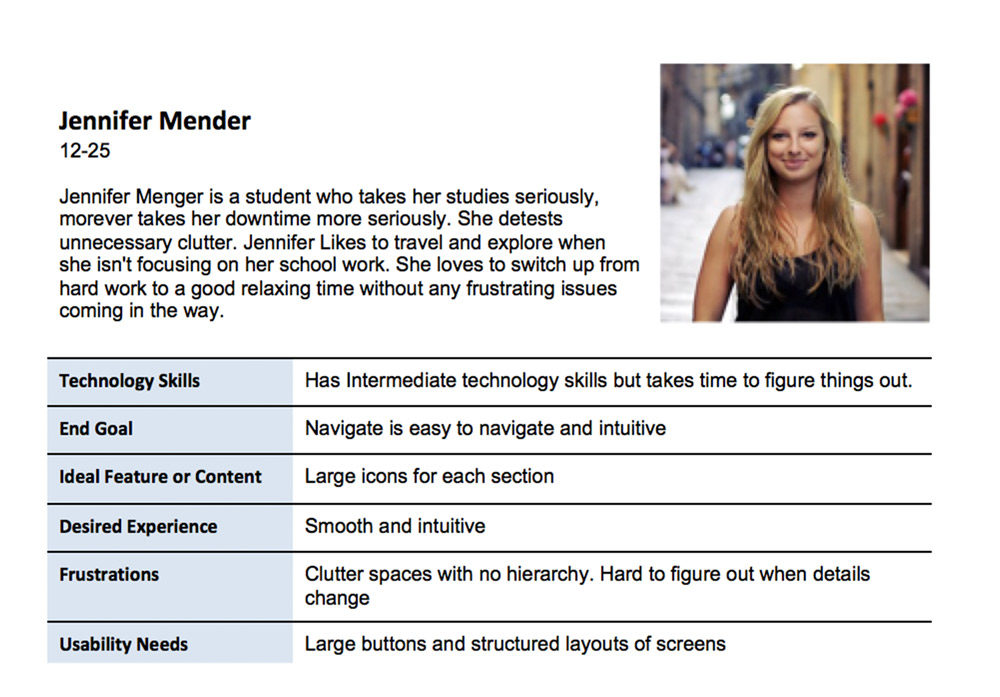 Jennifer Mender
12-25
Jennifer Menger is a student who takes her studies seriously,
morever takes her downtime more seriously. She detests
unnecessary clutter. Jennifer Likes to travel and explore when
she isn't focusing on her school work. She loves to switch up from
hard work to a good relaxing time without any frustrating issues
coming in the way.
Technology Skills
Has Intermediate technology skills but takes time to figure things out.
End Goal
Navigate is easy to navigate and intuitive
Ideal Feature or Content
Large icons for each section
Desired Experience
Smooth and intuitive
Frustrations
Clutter spaces with no hierarchy. Hard to figure out when details
change
Usability Needs
Large buttons and structured layouts of screens